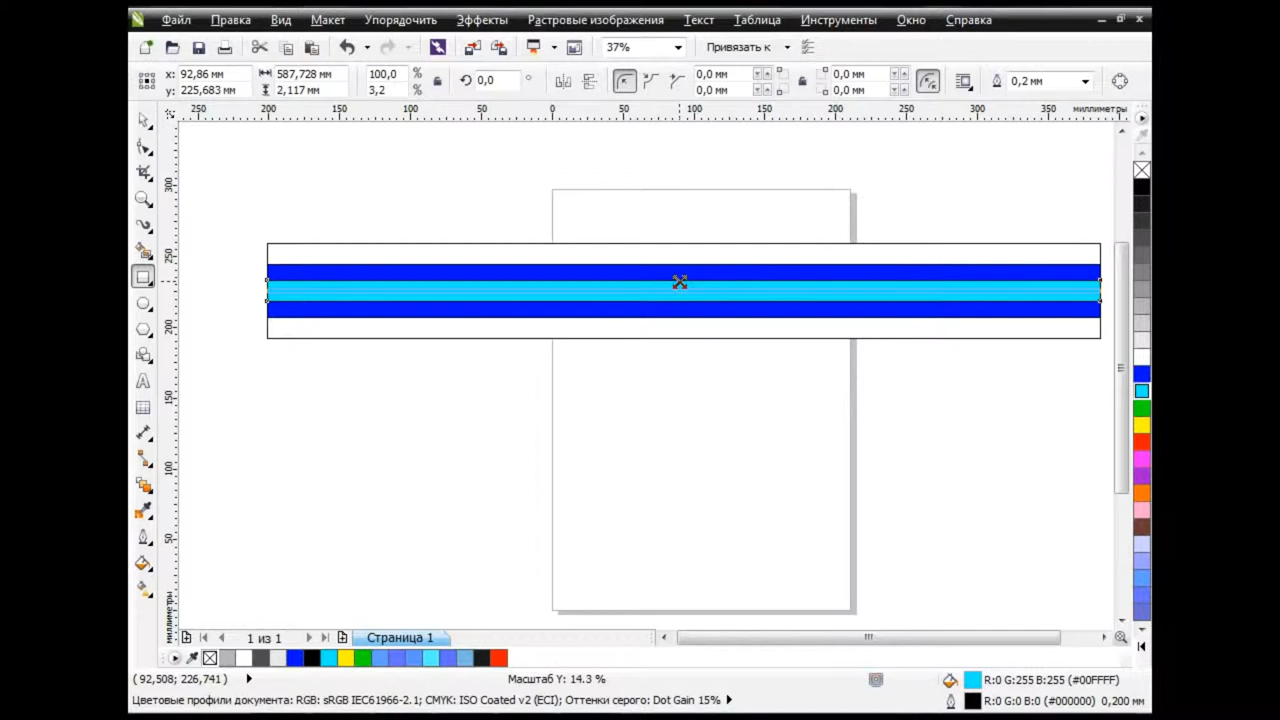 Файл Правка Вид Макет Упорядочить Эффекты Растровые изображения Текст Таблица Инструменты Окно Справка
37% Привязать к
x: 92,86 мм 587,728 мм 100,0 % 0,0 ° 0,0 мм 0,0 мм 0,2 мм
y: 225,683 мм 2,117 мм 3,2 % 0,0 мм 0,0 мм
250 200 150 100 50 0 50 100 150 200 250 300 350 миллиметры
300
250
200
150
100
50
миллиметры
1 из 1 Страница 1
( 92,508; 226,741 ) Масштаб Y: 14.3 % R:0 G:255 B:255 (#00FFFF)
Цветовые профили документа: RGB: sRGB IEC61966-2.1; CMYK: ISO Coated v2 (ECI); Оттенки серого: Dot Gain 15% R:0 G:0 B:0 (#000000) 0,200 мм